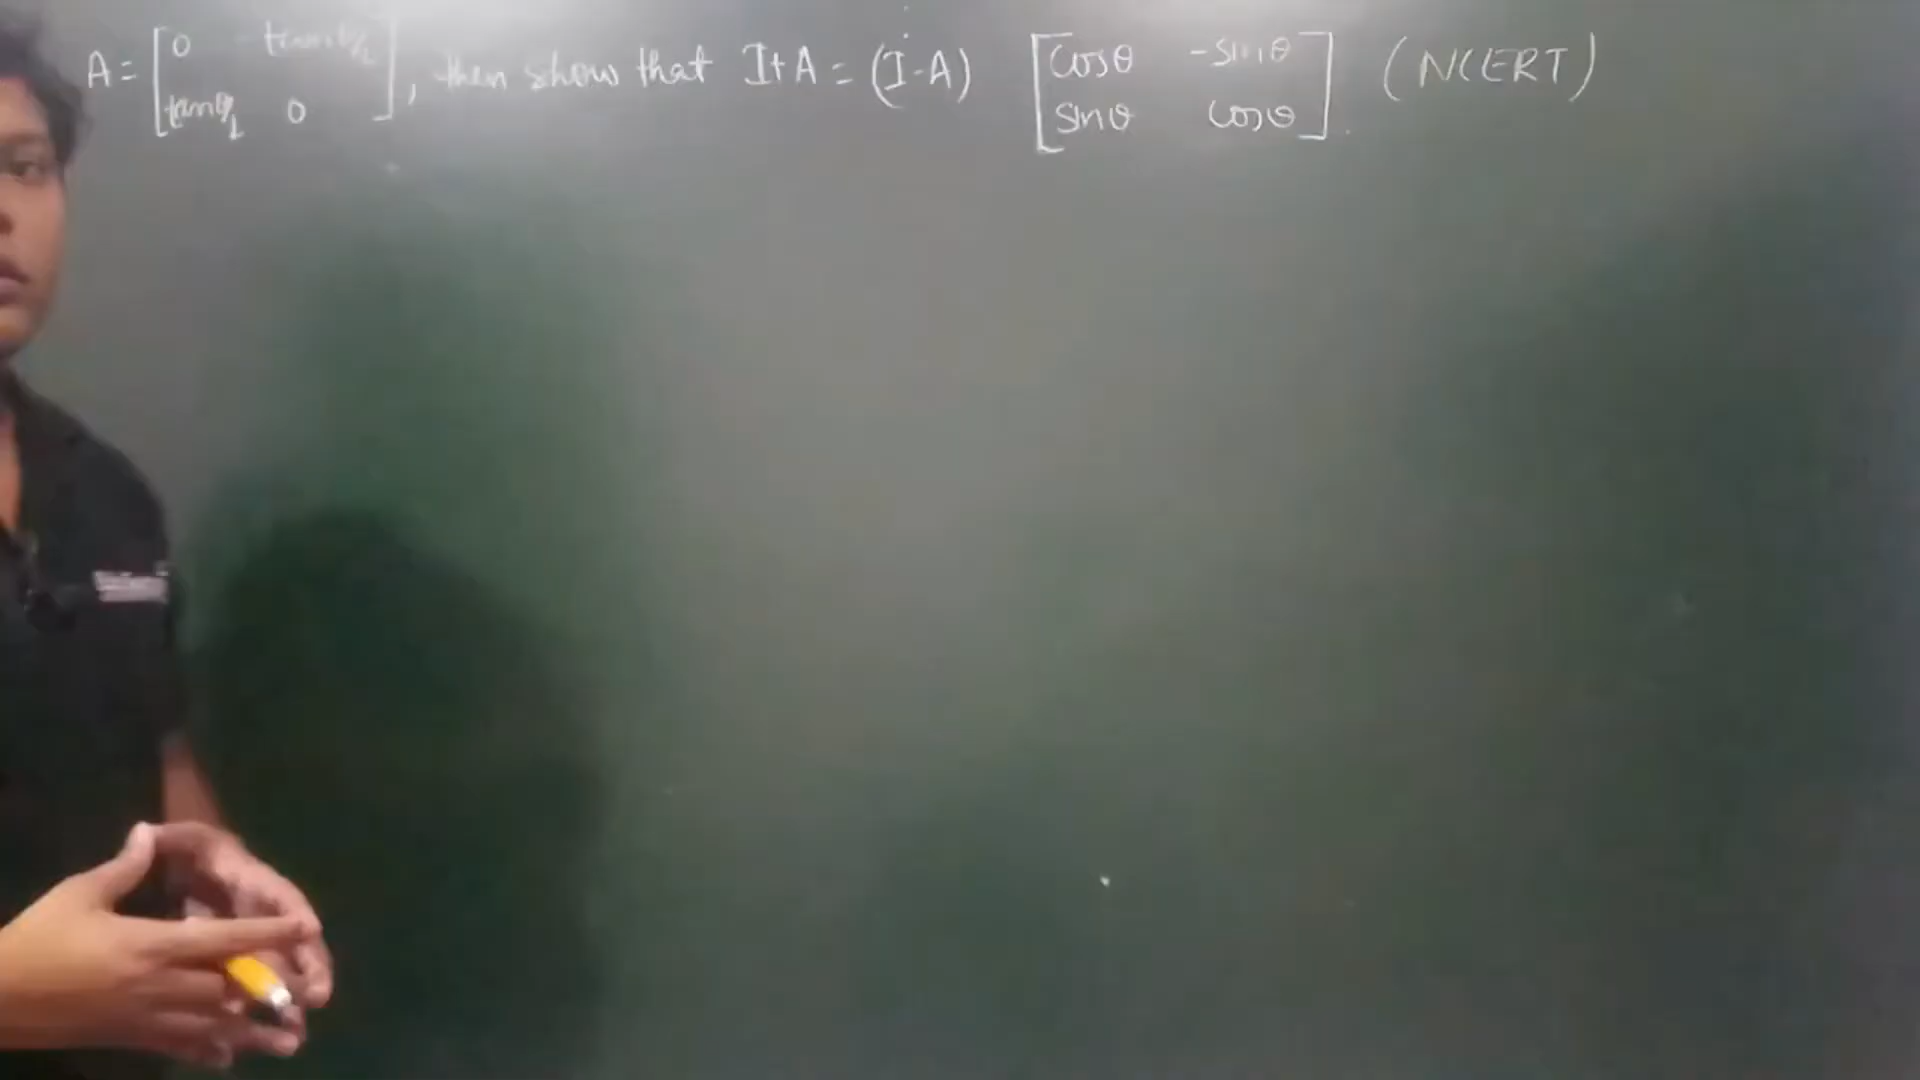 A = [0 -tanθ/2 , then show that I+A = (I-A) [cosθ -sinθ (NCERT)
tanθ/2 0] sinθ cosθ].